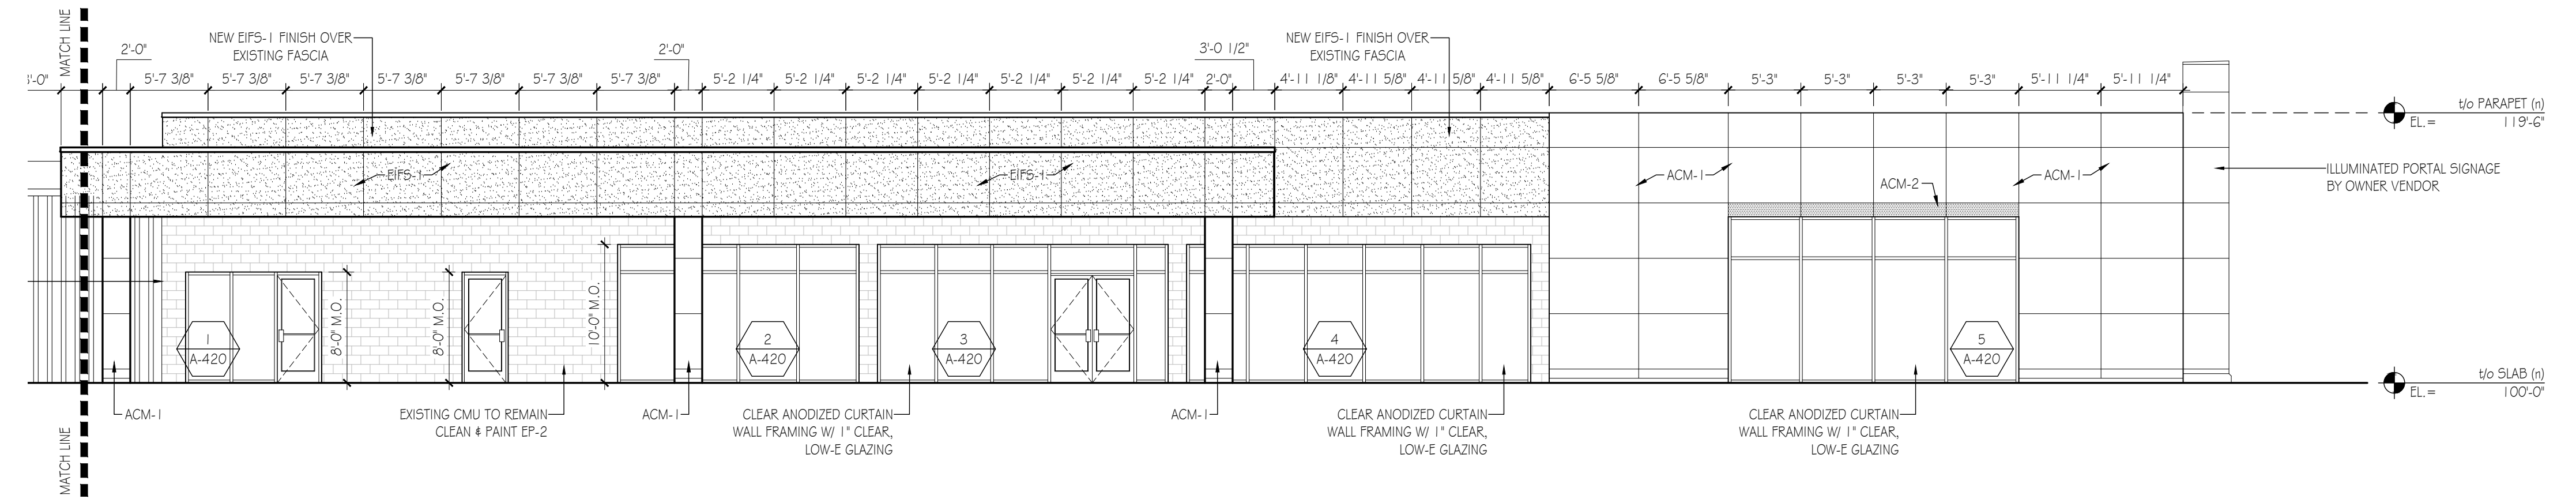 MATCH LINE
NEW EIFS-1 FINISH OVER
EXISTING FASCIA
NEW EIFS-1 FINISH OVER
EXISTING FASCIA
2'-0"
2'-0"
3'-0 1/2"
5'-7 3/8" 5'-7 3/8" 5'-7 3/8" 5'-7 3/8" 5'-7 3/8" 5'-7 3/8" 5'-7 3/8" 5'-2 1/4" 5'-2 1/4" 5'-2 1/4" 5'-2 1/4" 5'-2 1/4" 5'-2 1/4" 5'-2 1/4" 2'-0" 4'-11 1/8" 4'-11 5/8" 4'-11 5/8" 4'-11 5/8" 6'-5 5/8" 6'-5 5/8" 5'-3" 5'-3" 5'-3" 5'-3" 5'-11 1/4" 5'-11 1/4"
t/o PARAPET (n)
EL. = 119'-6"
EIFS-1
EIFS-1
ACM-1
ACM-2
ACM-1
ILLUMINATED PORTAL SIGNAGE
BY OWNER VENDOR
8'-0" M.O.
8'-0" M.O.
10'-0" M.O.
1
A-420
2
A-420
3
A-420
4
A-420
5
A-420
t/o SLAB (n)
EL. = 100'-0"
ACM-1
EXISTING CMU TO REMAIN
CLEAN & PAINT EP-2
ACM-1
CLEAR ANODIZED CURTAIN
WALL FRAMING W/ 1" CLEAR,
LOW-E GLAZING
ACM-1
CLEAR ANODIZED CURTAIN
WALL FRAMING W/ 1" CLEAR,
LOW-E GLAZING
CLEAR ANODIZED CURTAIN
WALL FRAMING W/ 1" CLEAR,
LOW-E GLAZING
MATCH LINE